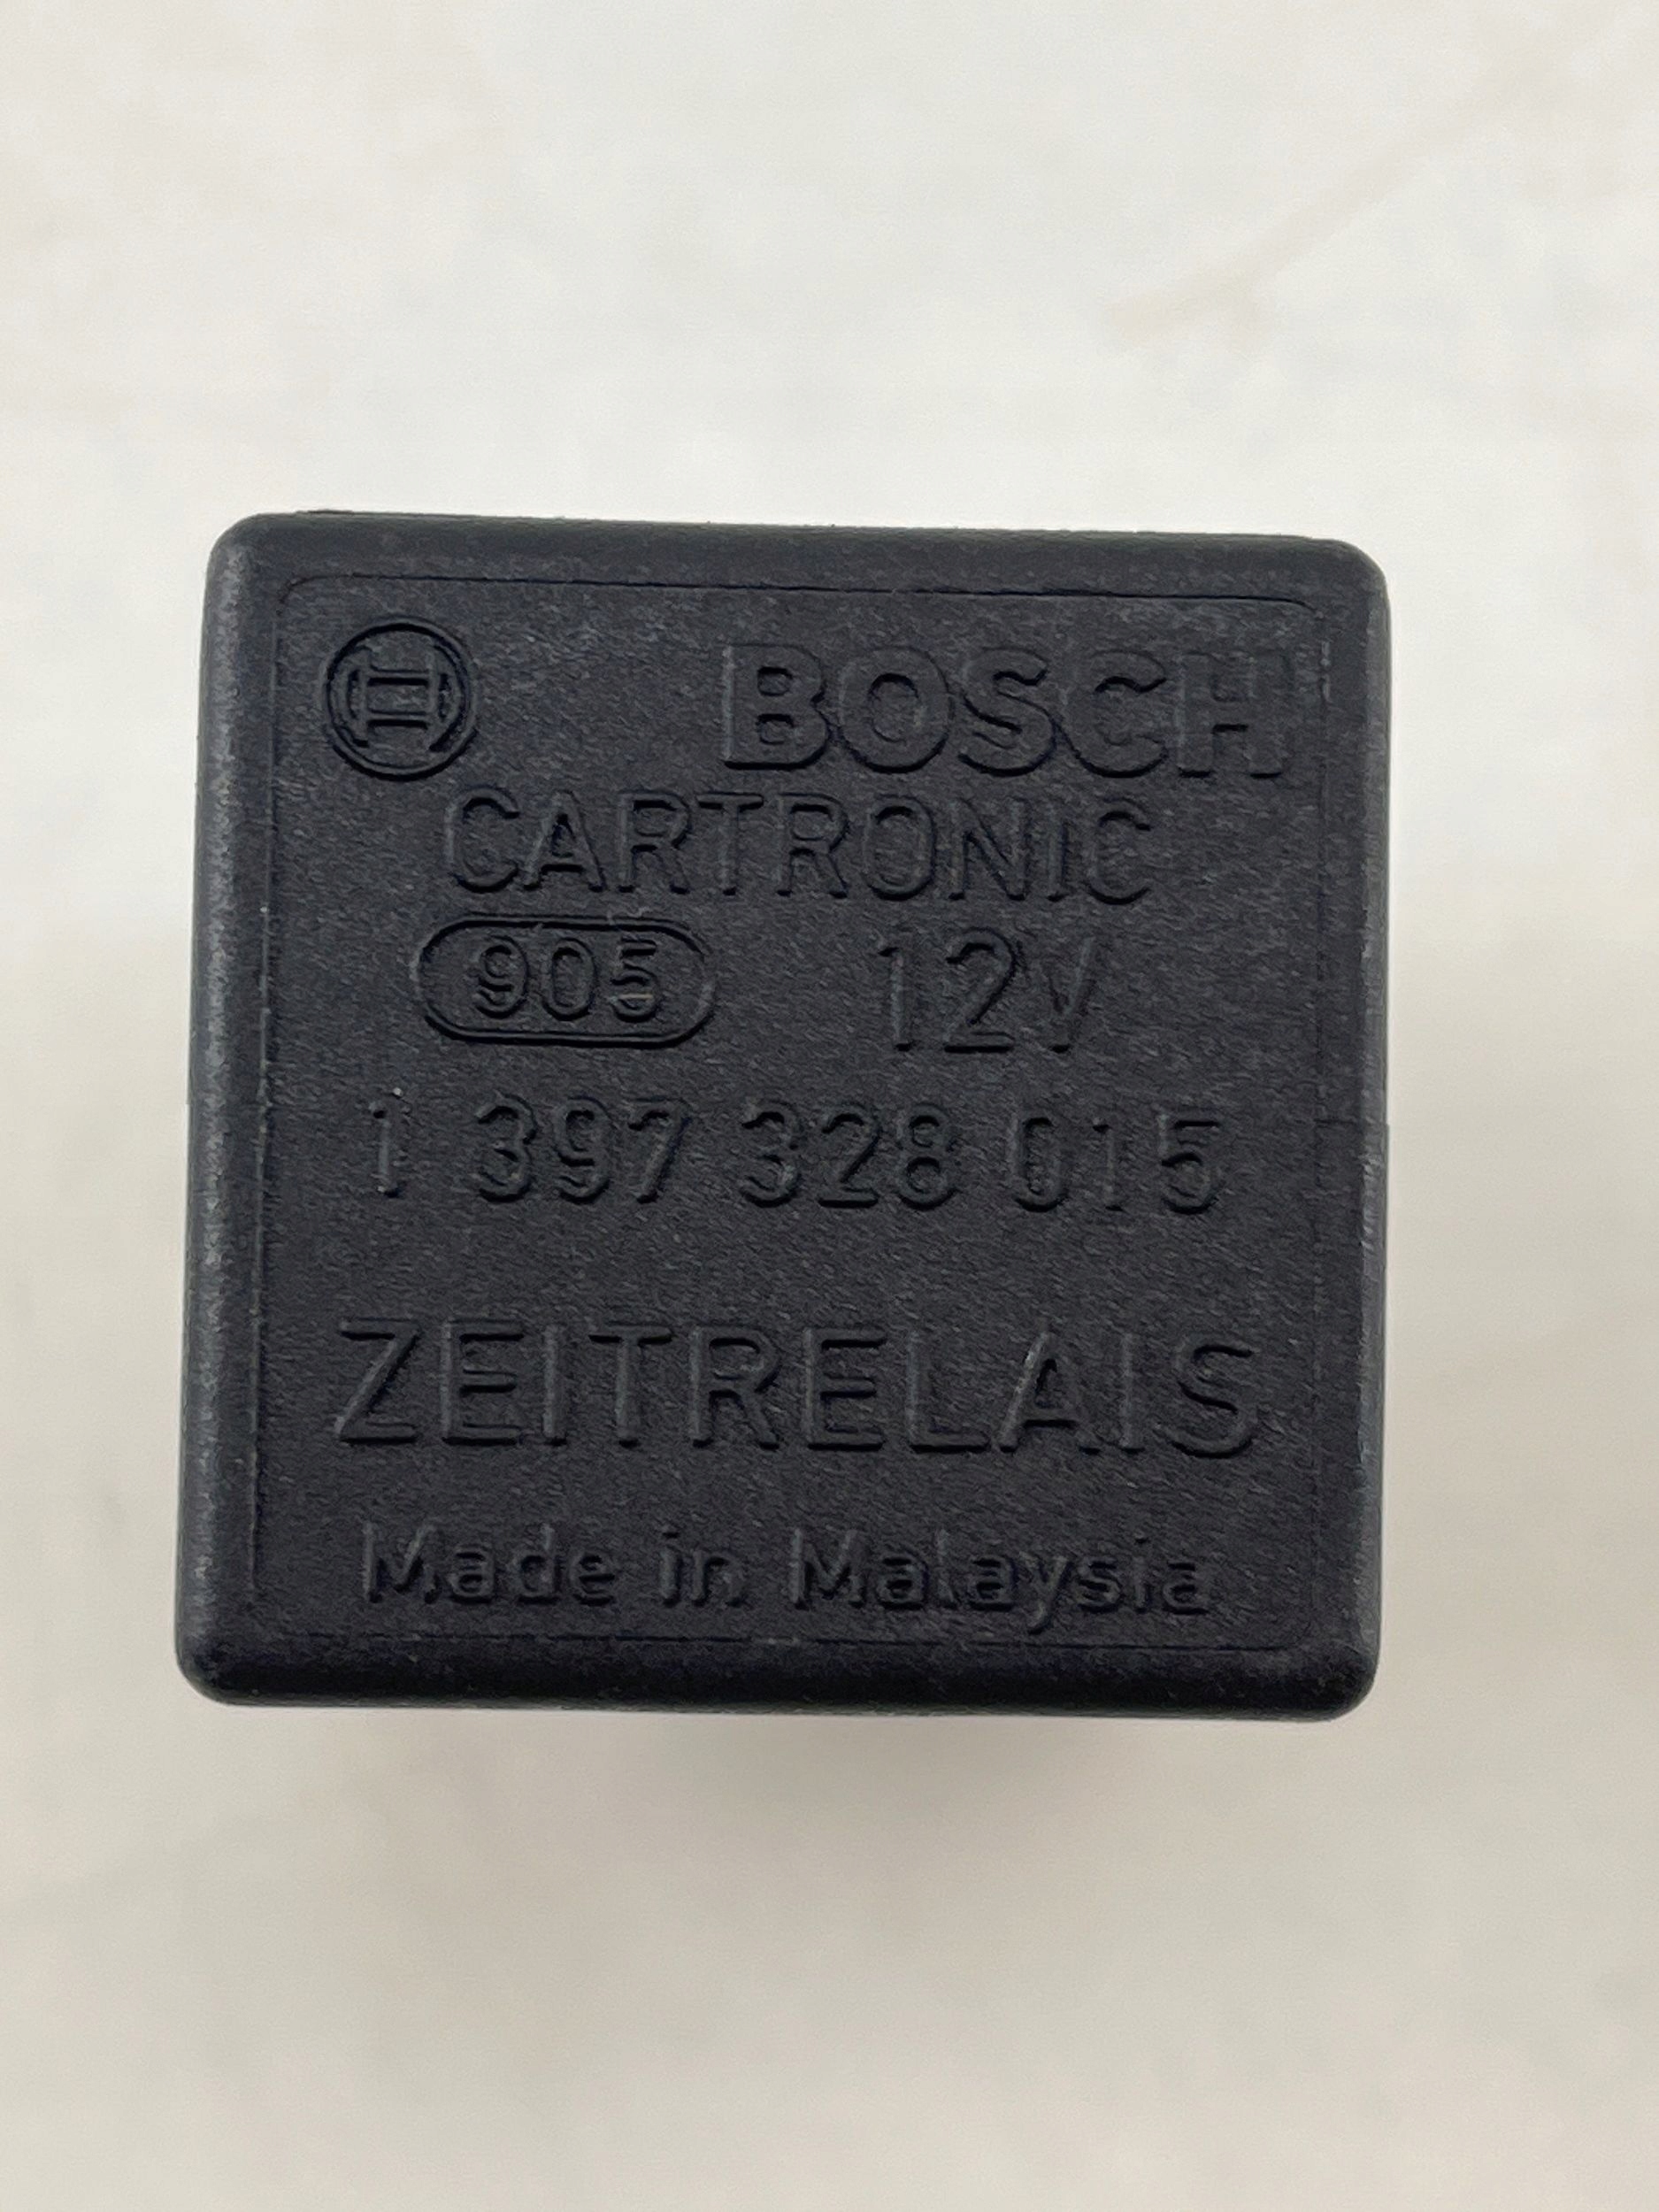 BOSCH
CARTRONIC
905 12V
1 397 328 015
ZEITRELAIS
Made in Malaysia